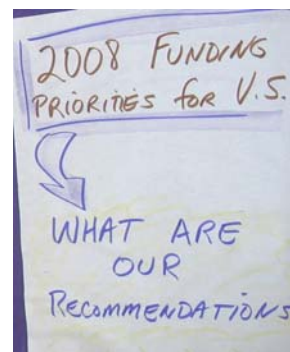 2008 FUNDING
PRIORITIES FOR U.S.
WHAT ARE
OUR
RECOMMENDATIONS